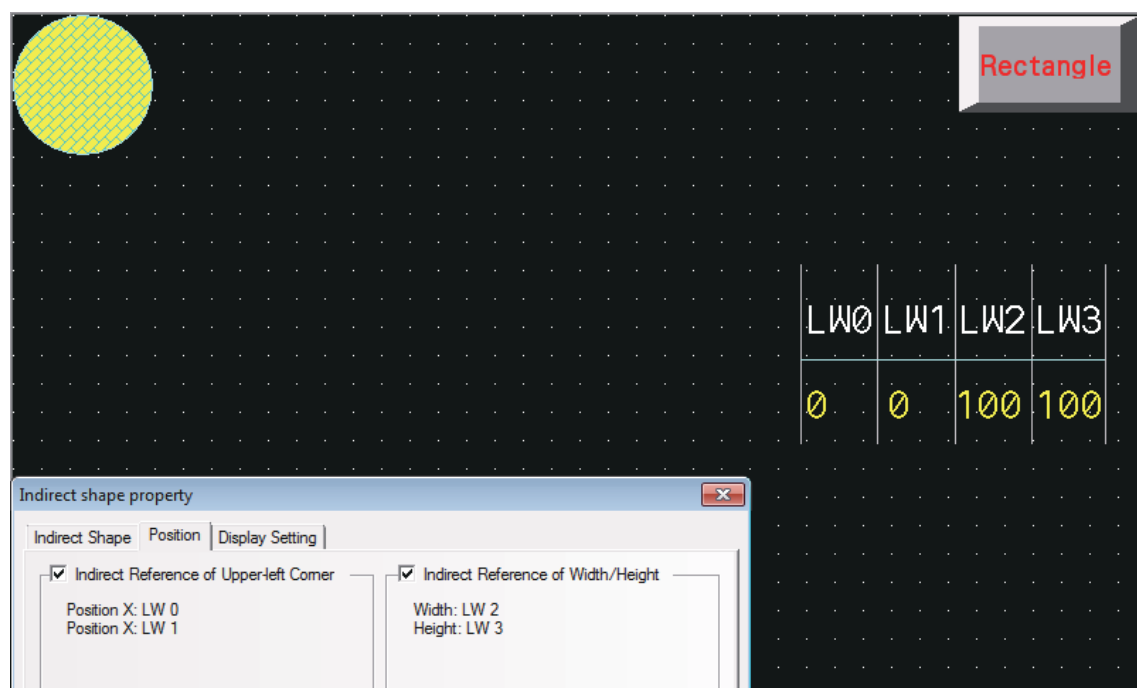 Rectangle
LW0 LW1 LW2 LW3
0 0 100 100
Indirect shape property
Indirect Shape Position Display Setting
Indirect Reference of Upper-left Corner
Position X: LW 0
Position X: LW 1
Indirect Reference of Width/Height
Width: LW 2
Height: LW 3